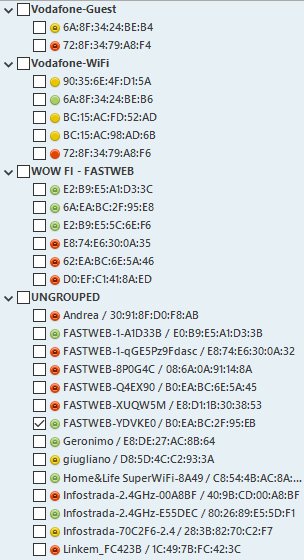 Vodafone-Guest
6A:8F:34:24:BE:B4
72:8F:34:79:A8:F4
Vodafone-WiFi
90:35:6E:4F:D1:5A
6A:8F:34:24:BE:B6
BC:15:AC:FD:52:AD
BC:15:AC:98:AD:6B
72:8F:34:79:A8:F6
WOW FI - FASTWEB
E2:B9:E5:A1:D3:3C
6A:EA:BC:2F:95:E8
E2:B9:E5:5C:6E:F6
E8:74:E6:30:0A:35
62:EA:BC:6E:5A:46
D0:EF:C1:41:8A:ED
UNGROUPED
Andrea / 30:91:8F:D0:F8:AB
FASTWEB-1-A1D33B / E0:B9:E5:A1:D3:3B
FASTWEB-1-qGE5Pz9Fdasc / E8:74:E6:30:0A:32
FASTWEB-8P0G4C / 08:6A:0A:91:14:8A
FASTWEB-Q4EX90 / B0:EA:BC:6E:5A:45
FASTWEB-XUQW5M / E8:D1:1B:30:38:53
FASTWEB-YDVKE0 / B0:EA:BC:2F:95:EB
Geronimo / E8:DE:27:AC:8B:64
giugliano / D8:5D:4C:C2:93:3A
Home&Life SuperWiFi-8A49 / C8:54:4B:AC:8A:...
Infostrada-2.4GHz-00A8BF / 40:9B:CD:00:A8:BF
Infostrada-2.4GHz-E55DEC / 80:26:89:E5:5D:F1
Infostrada-70C2F6-2.4 / 28:3B:82:70:C2:F7
Linkem_FC423B / 1C:49:7B:FC:42:3C